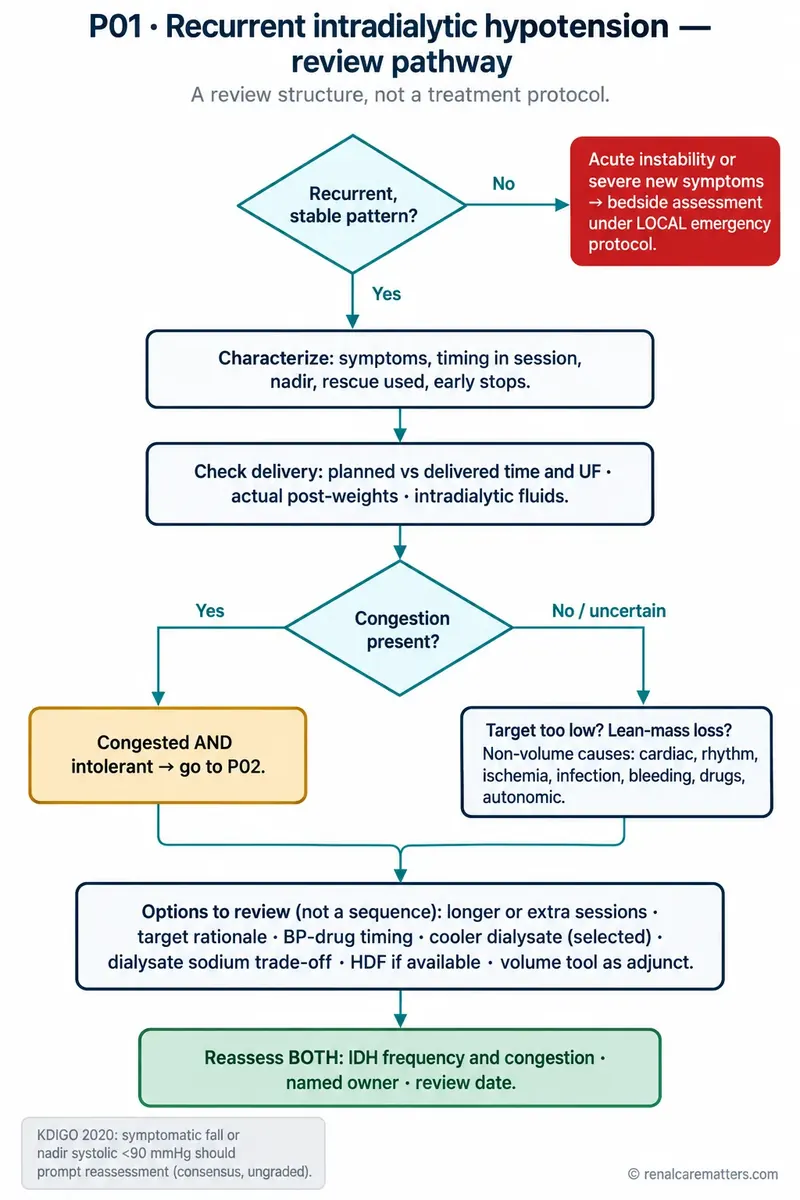 P01 · Recurrent intradialytic hypotension —
review pathway
A review structure, not a treatment protocol.
Recurrent,
stable pattern?
No
Acute instability or
severe new symptoms
→ bedside assessment
under LOCAL emergency
protocol.
Yes
Characterize: symptoms, timing in session,
nadir, rescue used, early stops.
Check delivery: planned vs delivered time and UF ·
actual post-weights · intradialytic fluids.
Congestion
present?
Yes
No / uncertain
Congested AND
intolerant → go to P02.
Target too low? Lean-mass loss?
Non-volume causes: cardiac, rhythm,
ischemia, infection, bleeding, drugs,
autonomic.
Options to review (not a sequence): longer or extra sessions ·
target rationale · BP-drug timing · cooler dialysate (selected) ·
dialysate sodium trade-off · HDF if available · volume tool as adjunct.
Reassess BOTH: IDH frequency and congestion ·
named owner · review date.
KDIGO 2020: symptomatic fall or
nadir systolic <90 mmHg should
prompt reassessment (consensus, ungraded).
© renalcarematters.com